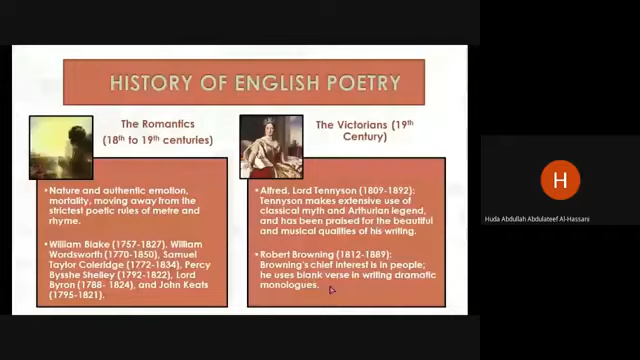 HISTORY OF ENGLISH POETRY
The Romantics
(18th to 19th centuries)
• Nature and authentic emotion,
mortality, moving away from the
strictest poetic rules of metre and
rhyme.
• William Blake (1757-1827), William
Wordsworth (1770-1850), Samuel
Taylor Coleridge (1772-1834), Percy
Bysshe Shelley (1792-1822), Lord
Byron (1788- 1824), and John Keats
(1795-1821).
The Victorians (19th
Century)
• Alfred, Lord Tennyson (1809-1892):
Tennyson makes extensive use of
classical myth and Arthurian legend,
and has been praised for the beautiful
and musical qualities of his writing.
• Robert Browning (1812-1889):
Browning's chief interest is in people;
he uses blank verse in writing dramatic
monologues.
H
Huda Abdullah Abdulateef Al-Hassani